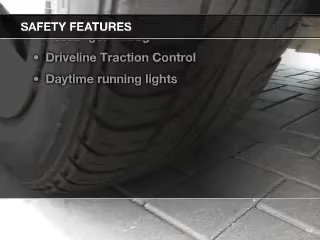 SAFETY FEATURES
• Driveline Traction Control
• Daytime running lights